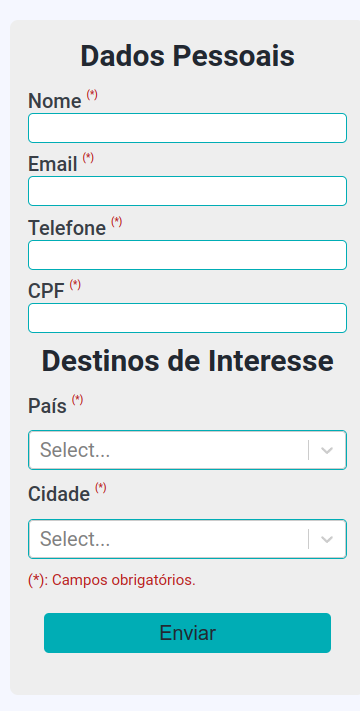 Dados Pessoais
Nome (*)
Email (*)
Telefone (*)
CPF (*)
Destinos de Interesse
País (*)
Select...
Cidade (*)
Select...
(*): Campos obrigatórios.
Enviar